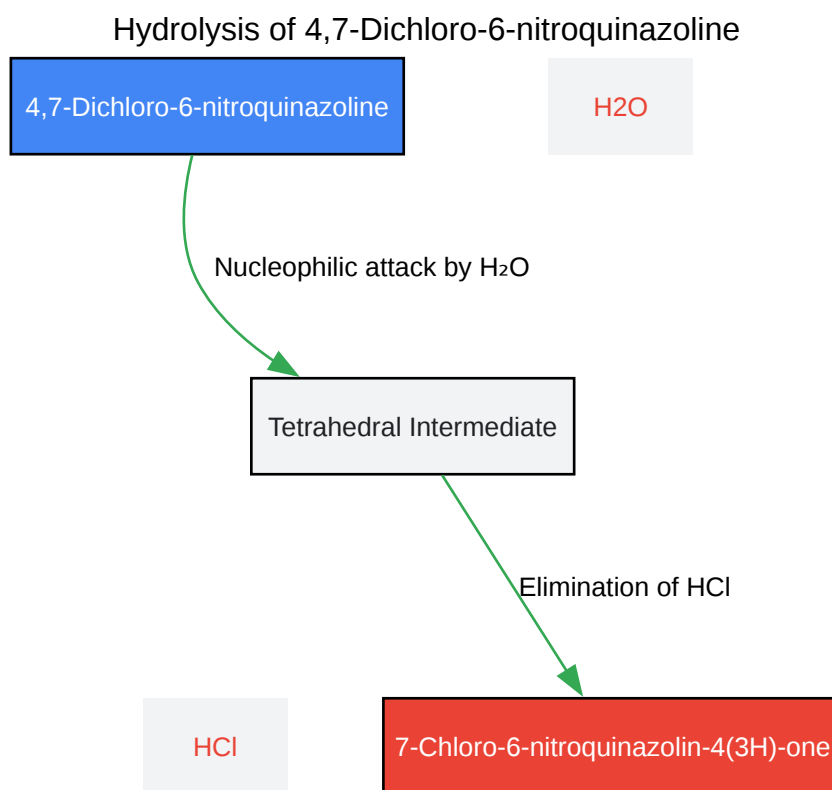 Hydrolysis of 4,7-Dichloro-6-nitroquinazoline
4,7-Dichloro-6-nitroquinazoline
H2O
Nucleophilic attack by H₂O
Tetrahedral Intermediate
Elimination of HCl
HCl
7-Chloro-6-nitroquinazolin-4(3H)-one